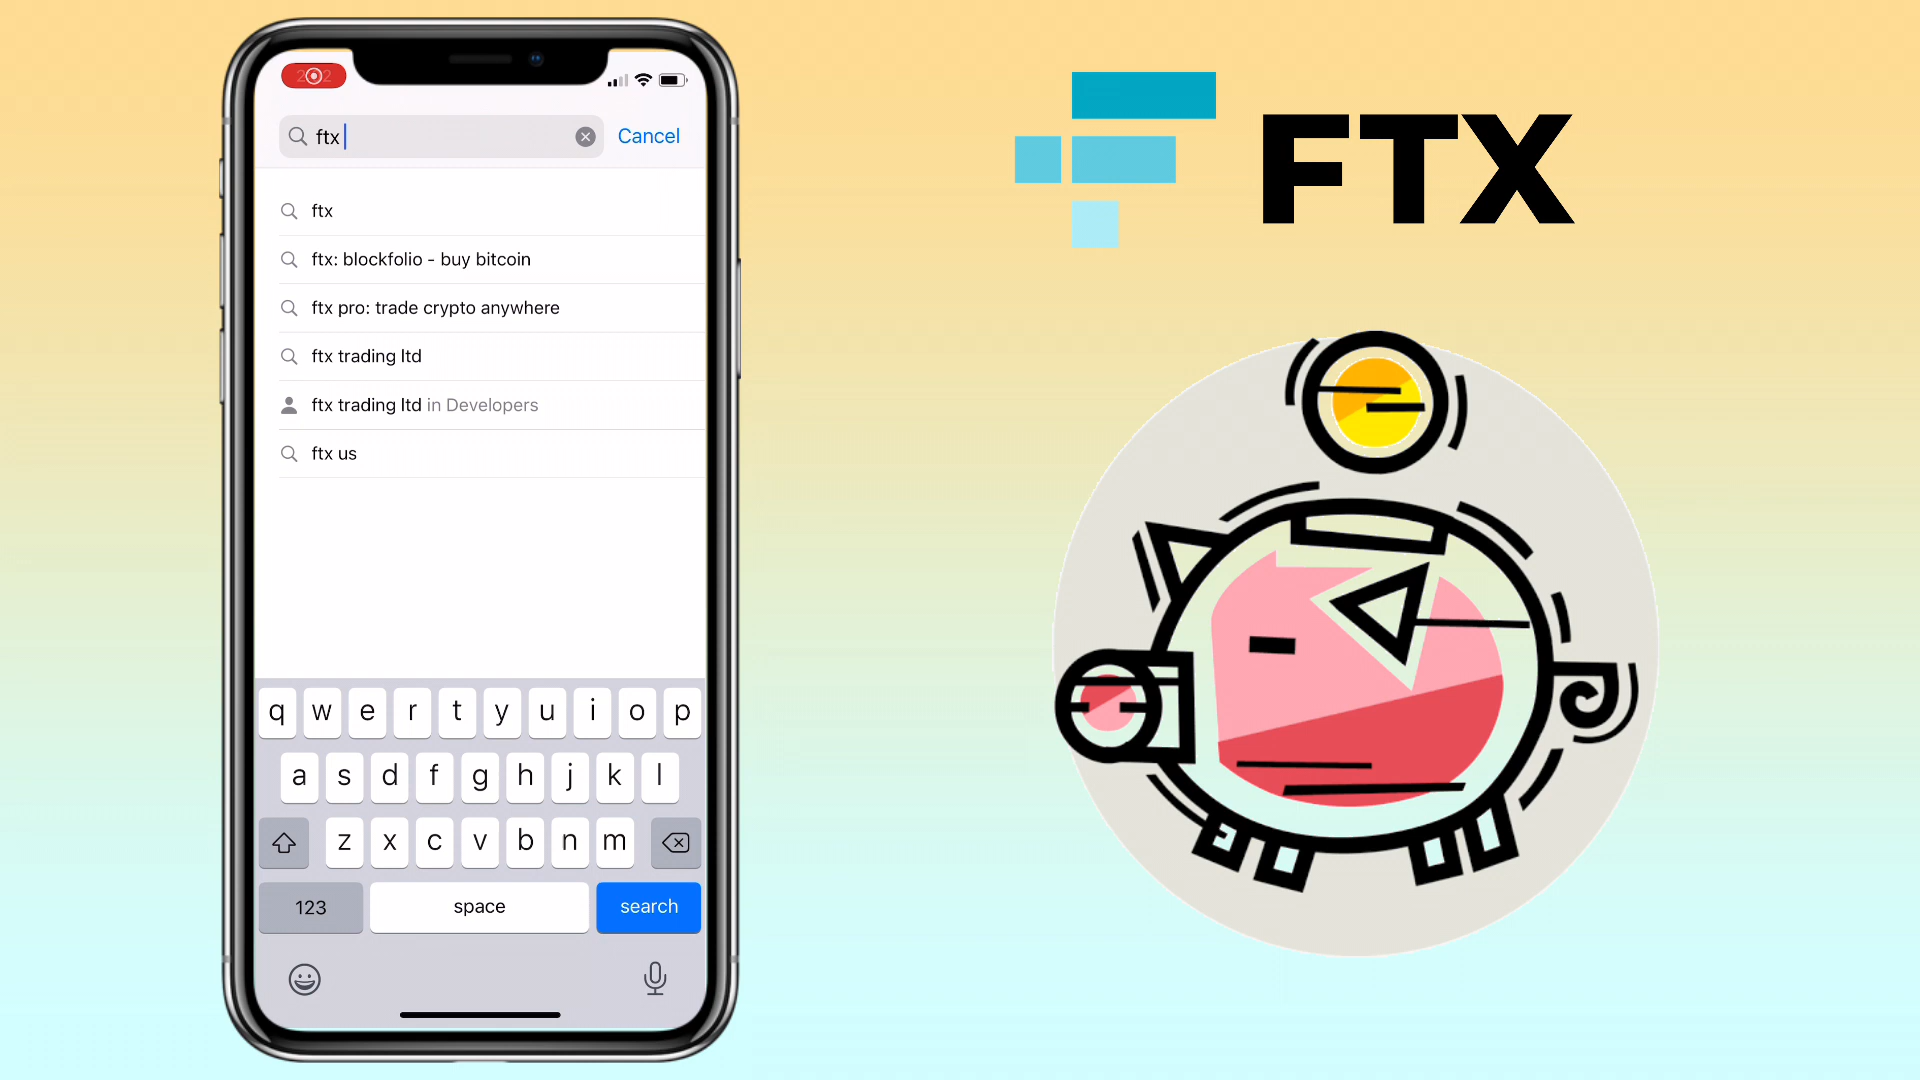 ftx
Cancel
ftx
ftx: blockfolio - buy bitcoin
ftx pro: trade crypto anywhere
ftx trading ltd
ftx trading ltd in Developers
ftx us
q w e r t y u i o p
a s d f g h j k l
z x c v b n m
123 space search
FTX